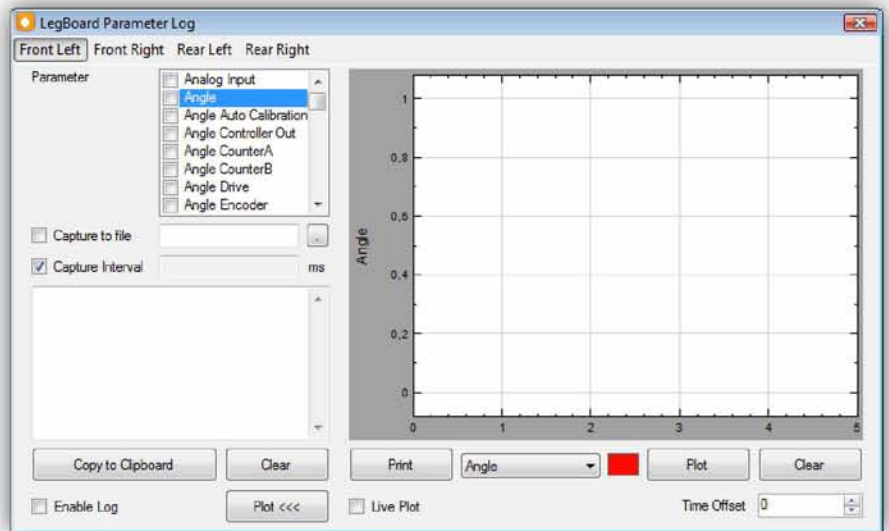 LegBoard Parameter Log
Front Left Front Right Rear Left Rear Right
Parameter
Analog Input
Angle
Angle Auto Calibration
Angle Controller Out
Angle CounterA
Angle CounterB
Angle Drive
Angle Encoder
Capture to file
.
Capture Interval
ms
Copy to Clipboard
Clear
Enable Log
Plot <<<
Angle
1
0,8
0,6
0,4
0,2
0
0 1 2 3 4 5
Print
Angle
Plot
Clear
Live Plot
Time Offset
0